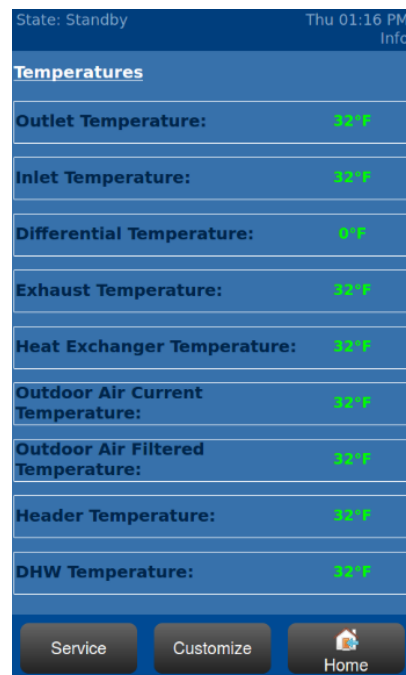 State: Standby Thu 01:16 PM
Info
Temperatures
Outlet Temperature: 32°F
Inlet Temperature: 32°F
Differential Temperature: 0°F
Exhaust Temperature: 32°F
Heat Exchanger Temperature: 32°F
Outdoor Air Current
Temperature: 32°F
Outdoor Air Filtered
Temperature: 32°F
Header Temperature: 32°F
DHW Temperature: 32°F
Service Customize Home